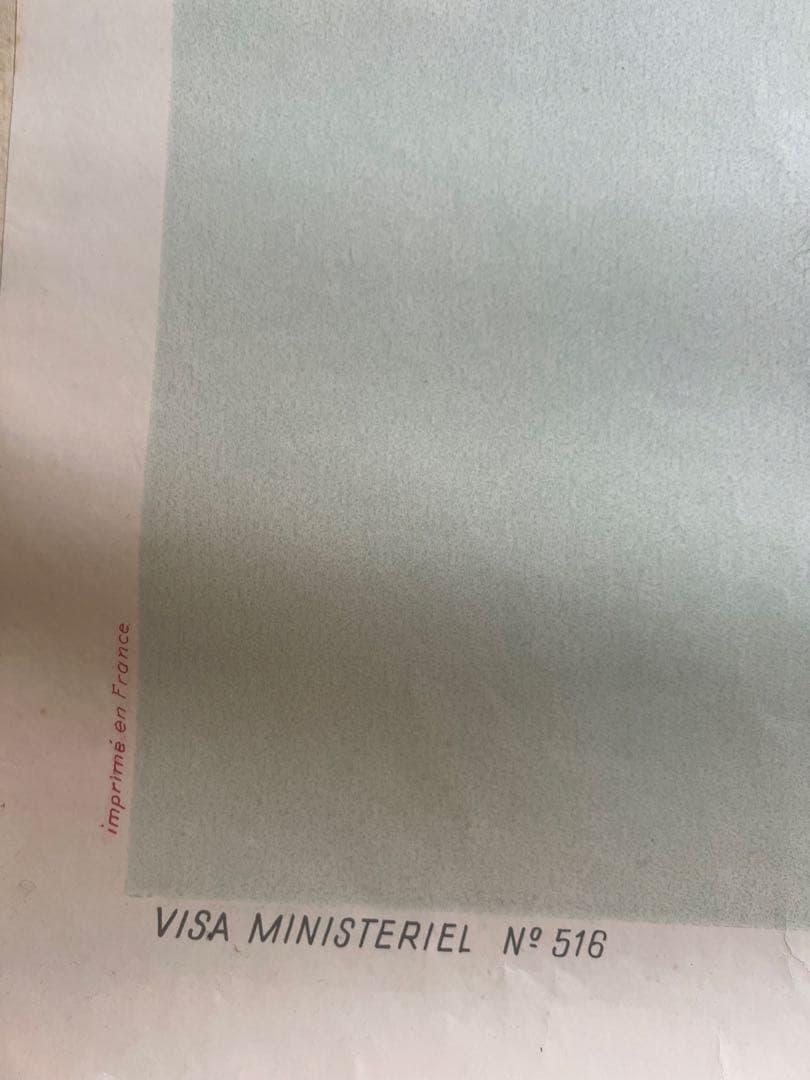 imprimé en France
VISA MINISTERIEL Nº 516